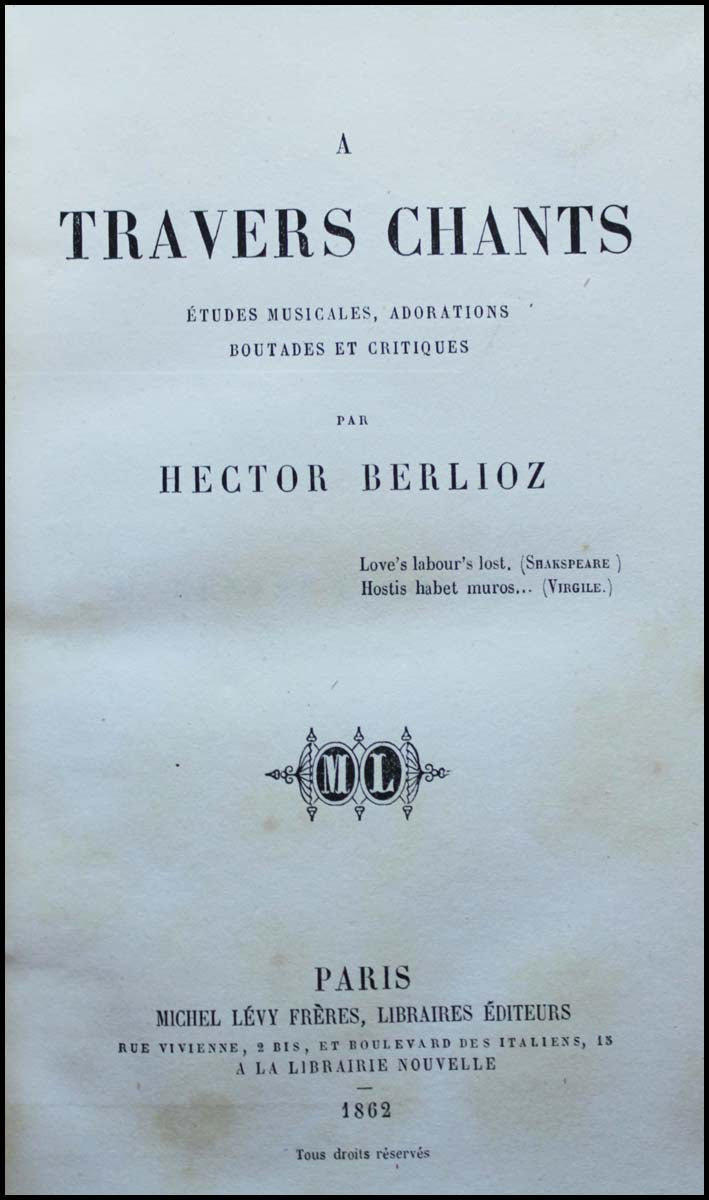 A
TRAVERS CHANTS
ÉTUDES MUSICALES, ADORATIONS
BOUTADES ET CRITIQUES
PAR
HECTOR BERLIOZ
Love's labour's lost. (SHAKSPEARE )
Hostis habet muros... (VIRGILE.)
ML
PARIS
MICHEL LÉVY FRÈRES, LIBRAIRES ÉDITEURS
RUE VIVIENNE, 2 BIS, ET BOULEVARD DES ITALIENS, 15
A LA LIBRAIRIE NOUVELLE
1862
Tous droits réservés